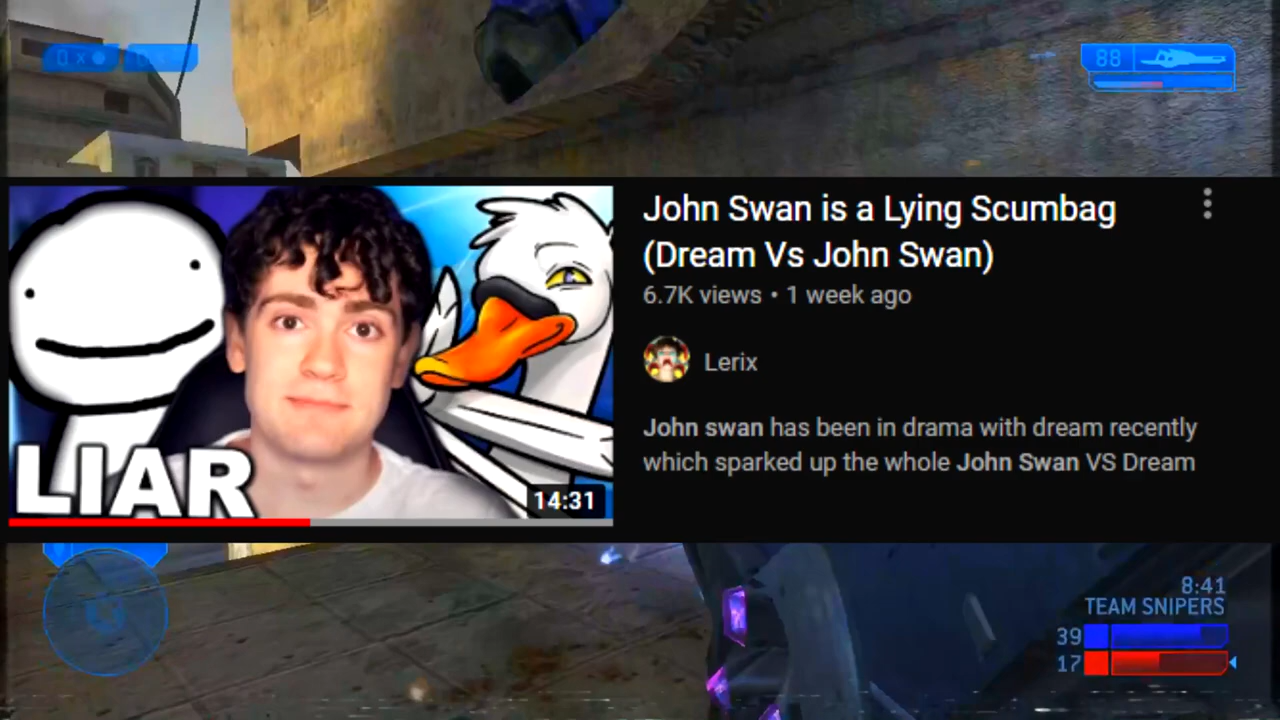 0 x
88
John Swan is a Lying Scumbag
(Dream Vs John Swan)
6.7K views • 1 week ago
Lerix
John swan has been in drama with dream recently
which sparked up the whole John Swan VS Dream
LIAR
14:31
8:41
TEAM SNIPERS
39
17